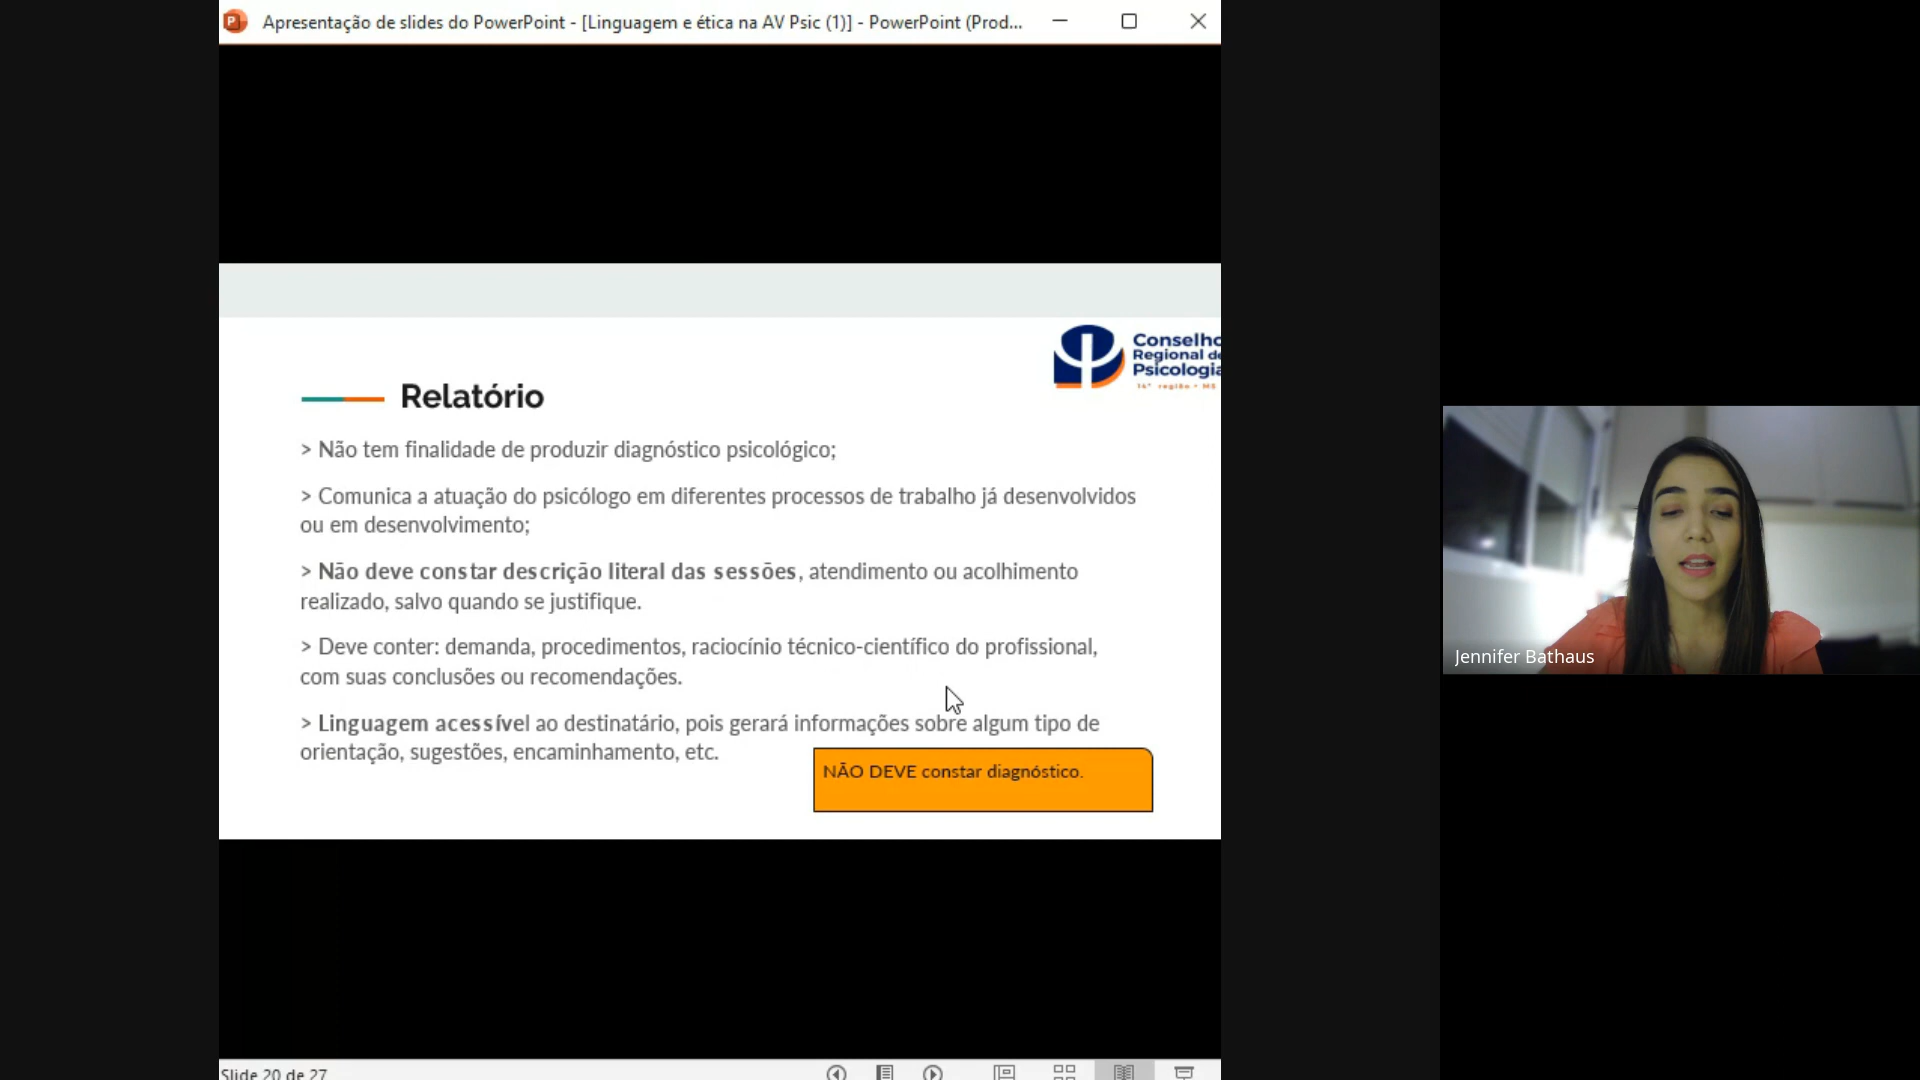 Apresentação de slides do PowerPoint - [Linguagem e ética na AV Psic (1)] - PowerPoint (Prod...
Conselho
Regional de
Psicologia
14ª região - MS
Relatório
> Não tem finalidade de produzir diagnóstico psicológico;
> Comunica a atuação do psicólogo em diferentes processos de trabalho já desenvolvidos
ou em desenvolvimento;
> Não deve constar descrição literal das sessões, atendimento ou acolhimento
realizado, salvo quando se justifique.
> Deve conter: demanda, procedimentos, raciocínio técnico-científico do profissional,
com suas conclusões ou recomendações.
> Linguagem acessível ao destinatário, pois gerará informações sobre algum tipo de
orientação, sugestões, encaminhamento, etc.
NÃO DEVE constar diagnóstico.
Jennifer Bathaus
Slide 20 de 27